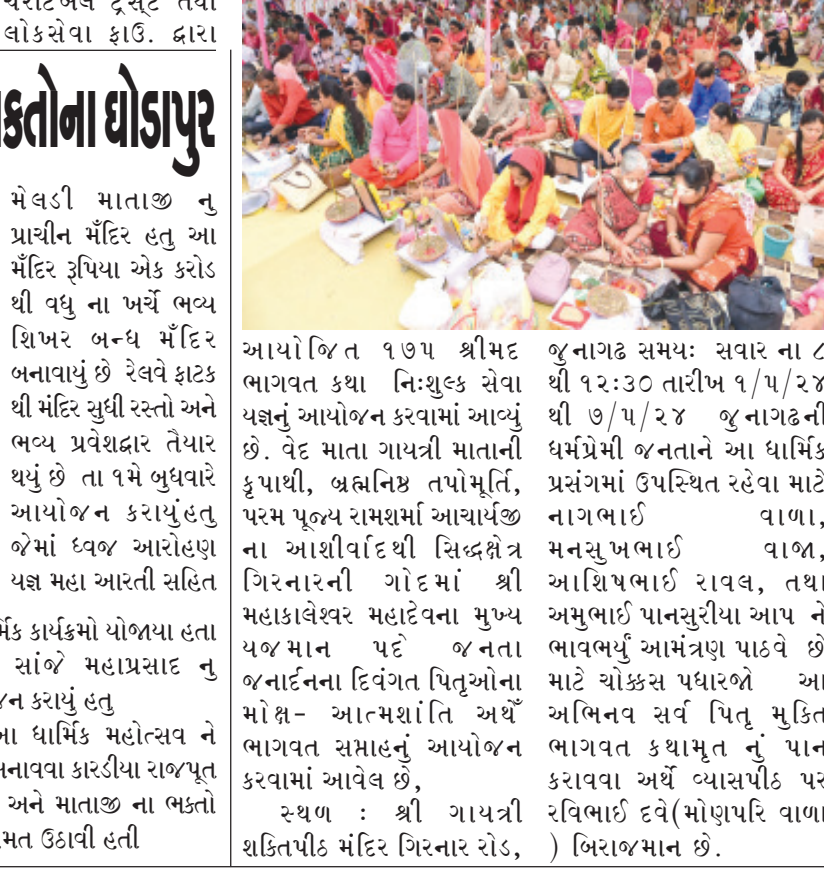 ચેરીટેબલ ટ્રસ્ટ તથા
લોકસેવા ફાઉ. દ્વારા
ઘોડાપુર
મેલડી માતાજી નુ
પ્રાચીન મઁદિર હતુ આ
મઁદિર રૂપિયા એક કરોડ
થી વધુ ના ખર્ચે ભવ્ય
શિખર બન્ધ મઁદિર
બનાવાયું છે રેલવે ફાટક
થી મંદિર સુધી રસ્તો અને
ભવ્ય પ્રવેશદ્વાર તૈયાર
થયું છે તા ૧મે બુધવારે
આયોજન કરાયુંહતુ
જેમાં ધ્વજ આરોહણ
યજ્ઞ મહા આરતી સહિત
કાર્યક્રમો યોજાયા હતા
સાંજે મહાપ્રસાદ નુ
કરાયું હતુ
ધાર્મિક મહોત્સવ ને
કારડીયા રાજપૂત
અને માતાજી ના ભક્તો
ઉઠાવી હતી
આયોજિત ૧૭૫ શ્રીમદ
ભાગવત કથા નિઃશુલ્ક સેવા
યજ્ઞનું આયોજન કરવામાં આવ્યું
છે. વેદ માતા ગાયત્રી માતાની
કૃપાથી, બ્રહ્મનિષ્ઠ તપોમૂર્તિ,
પરમ પૂજ્ય રામશર્મા આચાર્યજી
ના આશીર્વાદથી સિદ્ધક્ષેત્ર
ગિરનારની ગોદમાં શ્રી
મહાકાલેશ્વર મહાદેવના મુખ્ય
યજમાન પદે જનતા
જનાર્દનના દિવંગત પિતૃઓના
મોક્ષ- આત્મશાંતિ અર્થે
ભાગવત સપ્તાહનું આયોજન
કરવામાં આવેલ છે,
સ્થળ : શ્રી ગાયત્રી
શક્તિપીઠ મંદિર ગિરનાર રોડ,
જુનાગઢ સમયઃ સવાર ના ૮
થી ૧૨:૩૦ તારીખ ૧/૫/૨૪
થી ૭/૫/૨૪ જુનાગઢની
ધર્મપ્રેમી જનતાને આ ધાર્મિક
પ્રસંગમાં ઉપસ્થિત રહેવા માટે
નાગભાઈ વાળા,
મનસુખભાઈ વાજા,
આશિષભાઈ રાવલ, તથા
અમુભાઈ પાનસુરીયા આપ ને
ભાવભર્યું આમંત્રણ પાઠવે છે
માટે ચોક્કસ પધારજો આ
અભિનવ સર્વ પિતૃ મુક્તિ
ભાગવત કથામૃત નું પાન
કરાવવા અર્થે વ્યાસપીઠ પર
રવિભાઈ દવે(મોણપરિ વાળા
) બિરાજમાન છે.